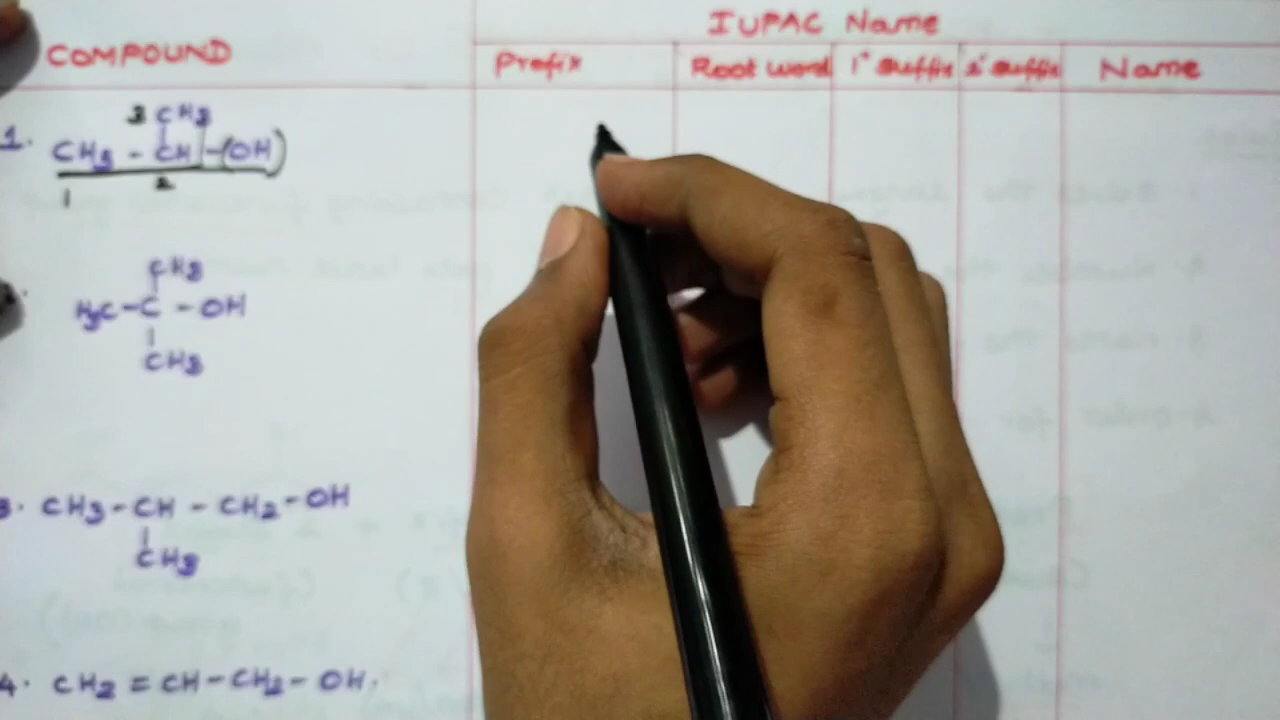 IUPAC Name
COMPOUND Prefix Root word 1° Suffix 2° Suffix Name
3 CH3
1. CH3 - CH - (OH)
1 2
CH3
H3C - C - OH
CH3
3. CH3 - CH - CH2 - OH
CH3
4. CH2 = CH - CH2 - OH.